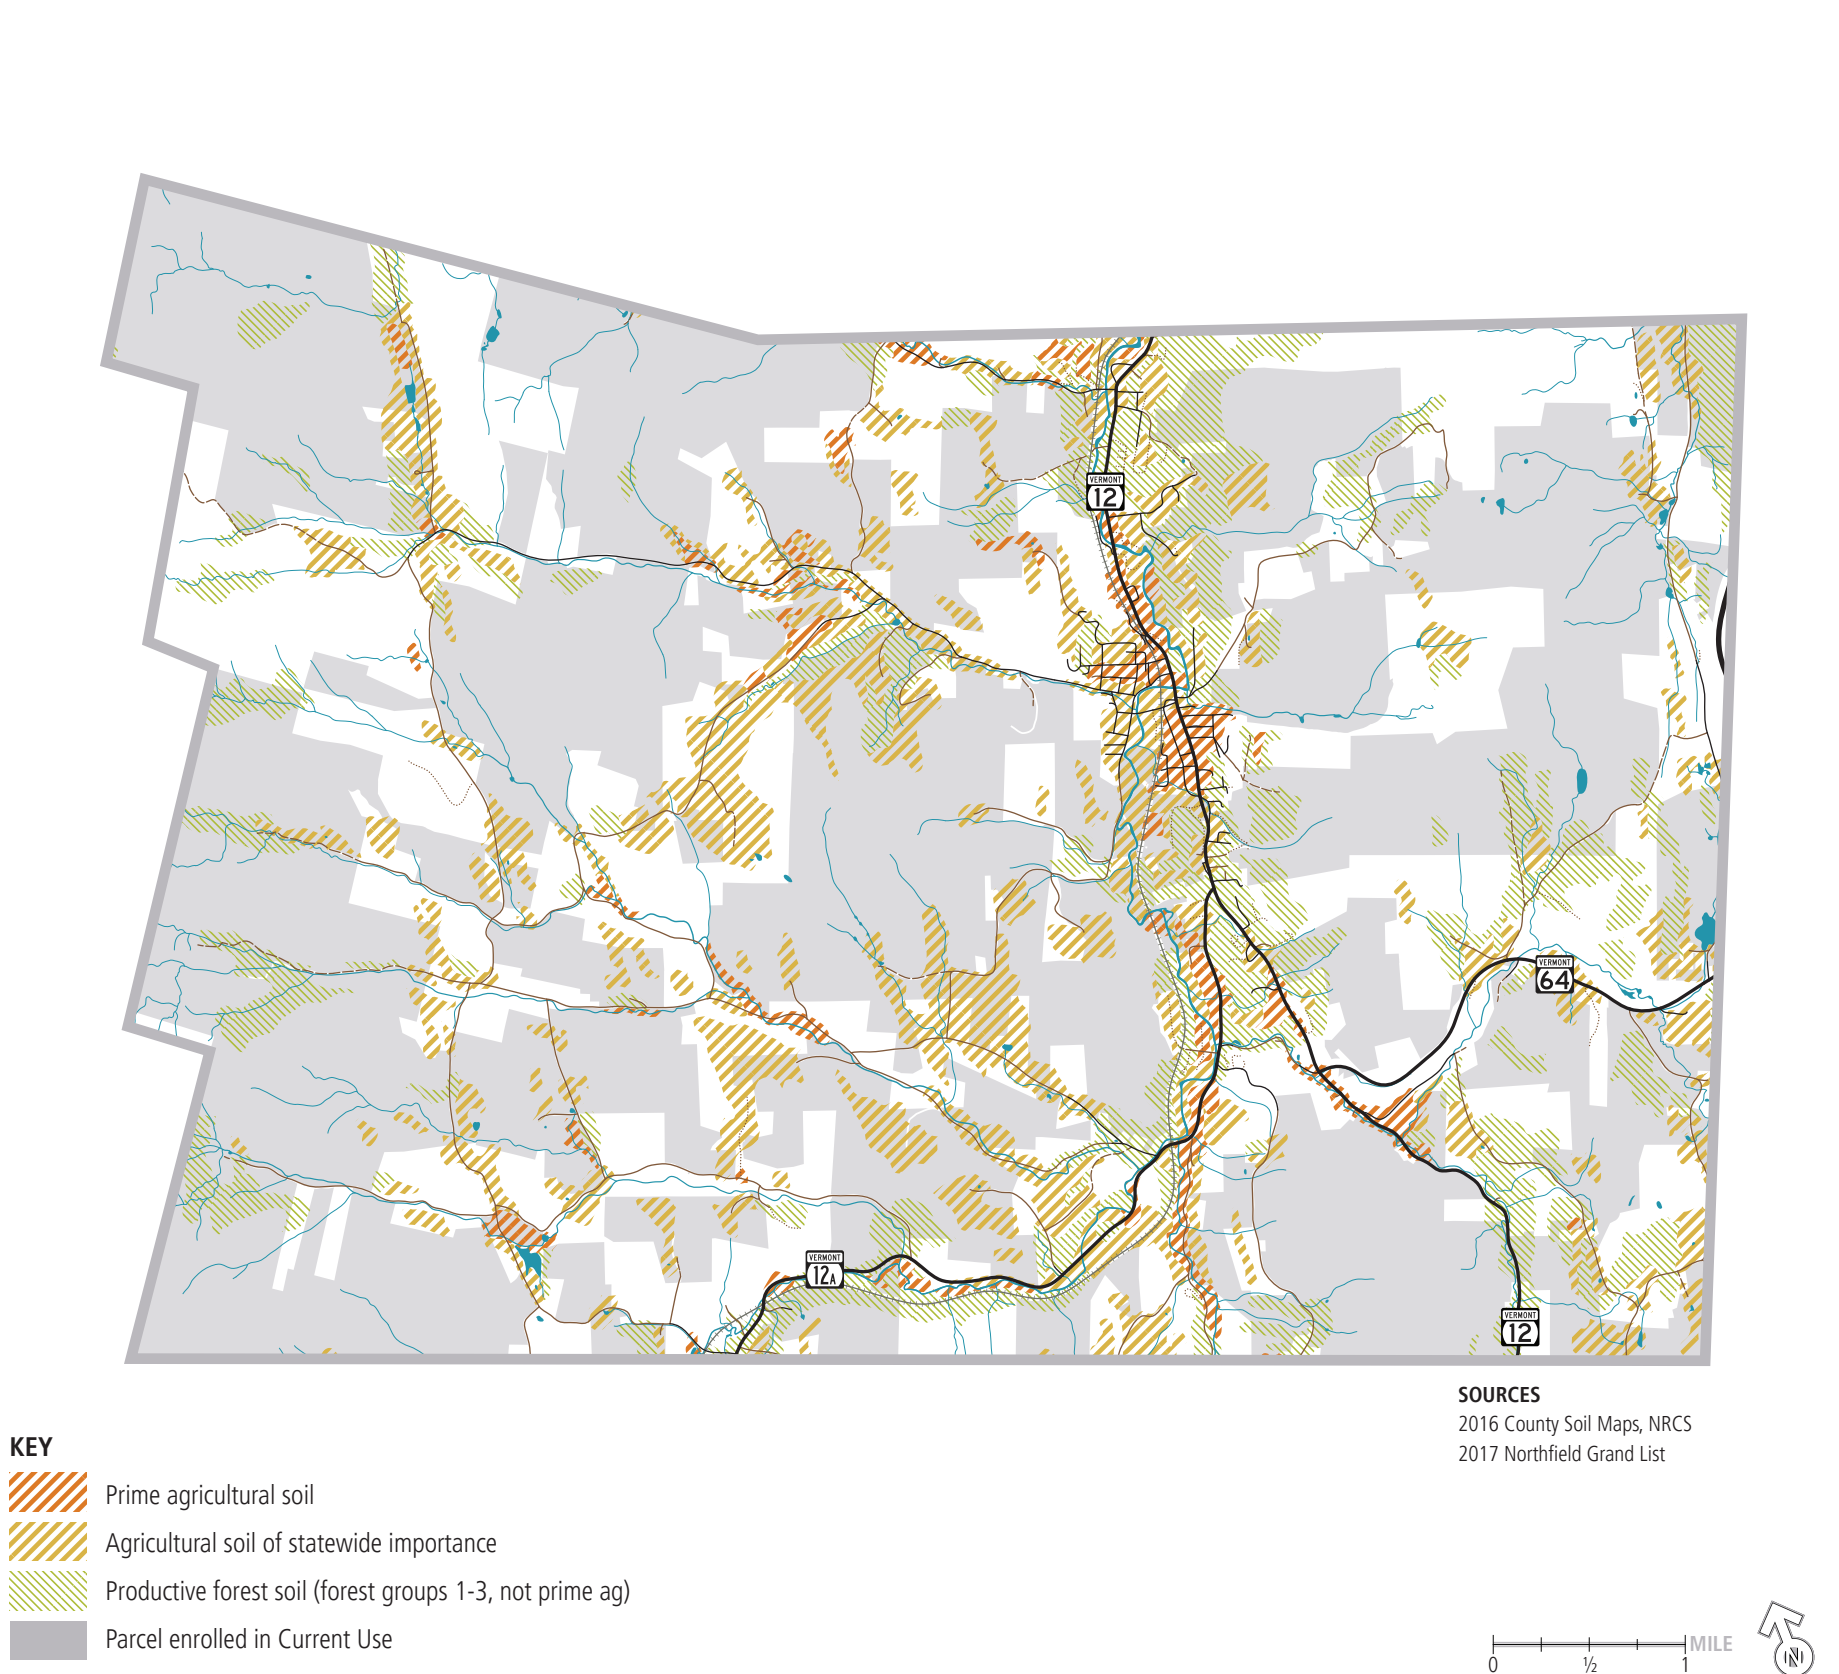 VERMONT
12
VERMONT
64
VERMONT
12A
VERMONT
12
SOURCES
2016 County Soil Maps, NRCS
2017 Northfield Grand List
KEY
Prime agricultural soil
Agricultural soil of statewide importance
Productive forest soil (forest groups 1-3, not prime ag)
Parcel enrolled in Current Use
MILE
0 ½ 1
N